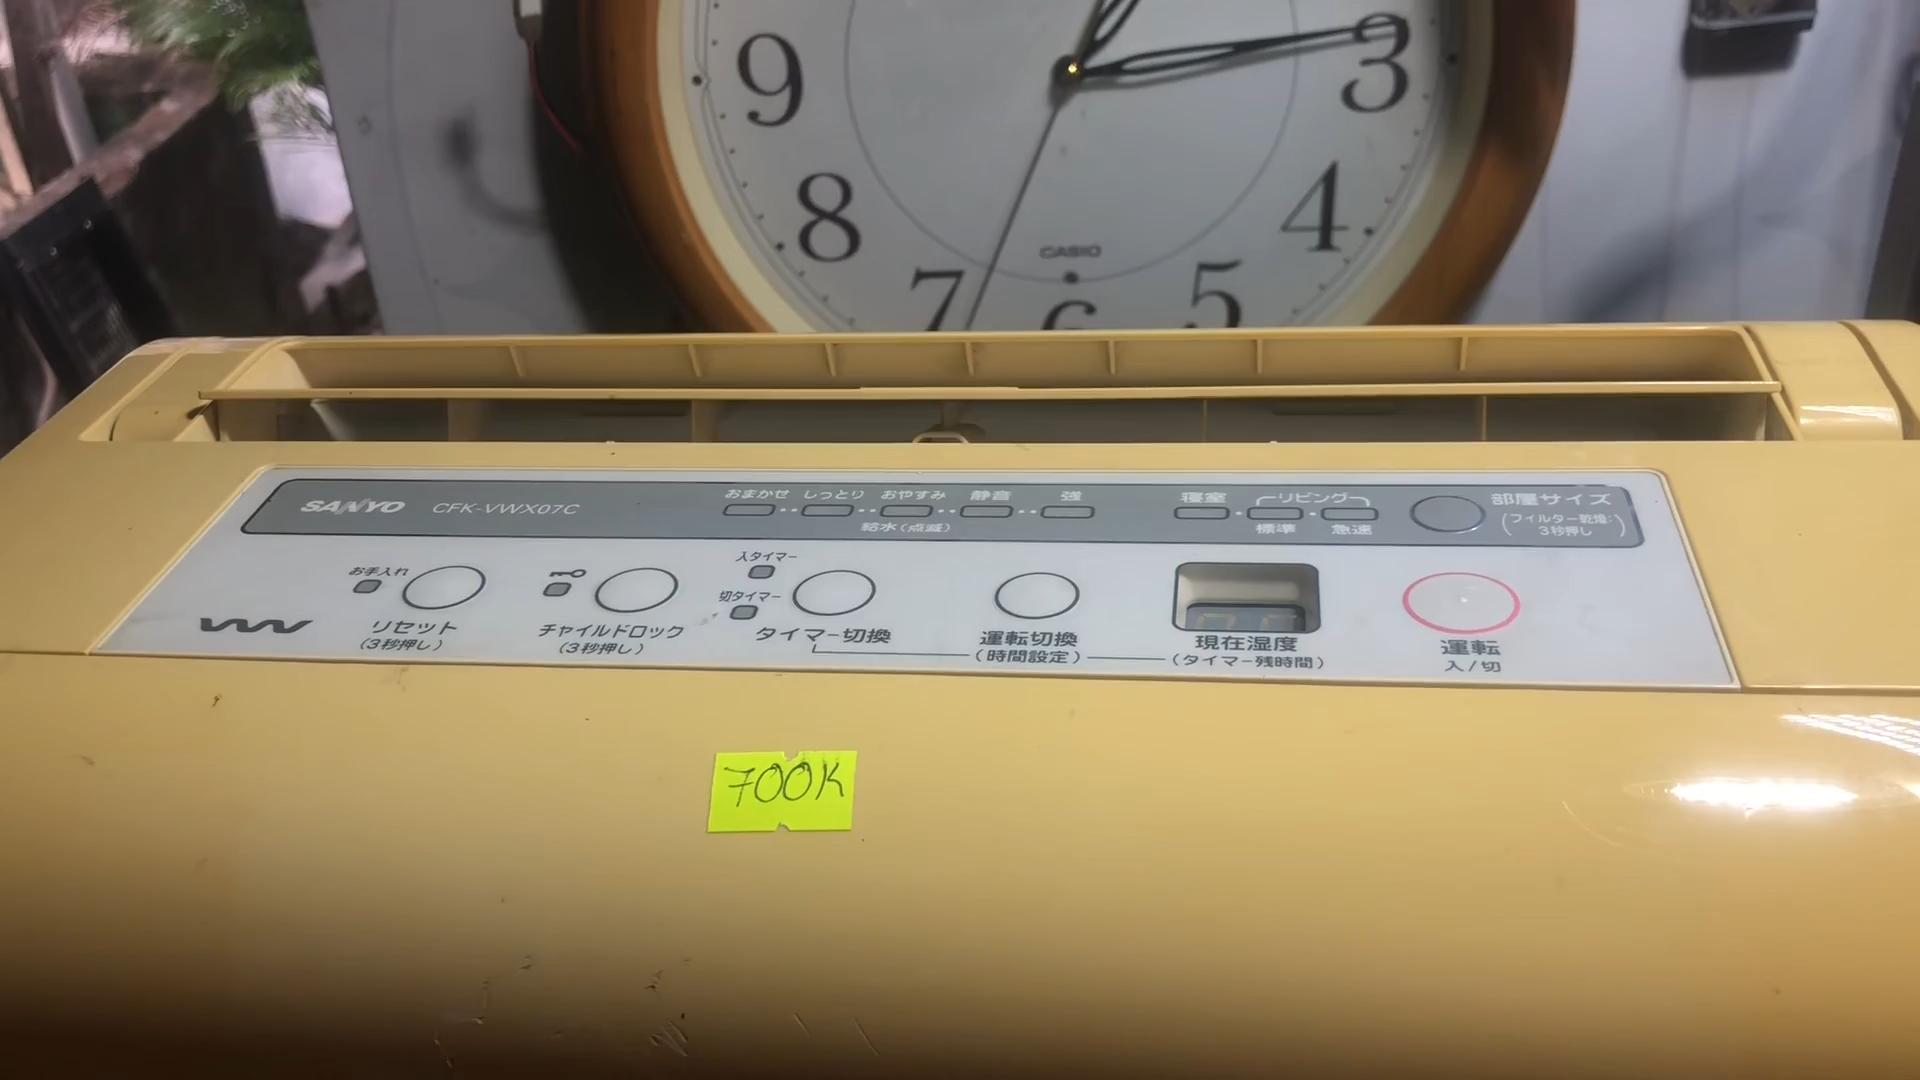 9
3
8
4
CASIO
7
6
5
SANYO CFK-VWX07C
おまかせ しっとり おやすみ 静音 強
給水(点滅)
寝室 リビング
標準 急速
部屋サイズ
(フィルター乾燥:
3秒押し)
お手入れ
リセット
(3秒押し)
チャイルドロック
(3秒押し)
入タイマー
切タイマー
タイマー切換
運転切換
(時間設定)
現在湿度
(タイマー残時間)
運転
入/切
700K